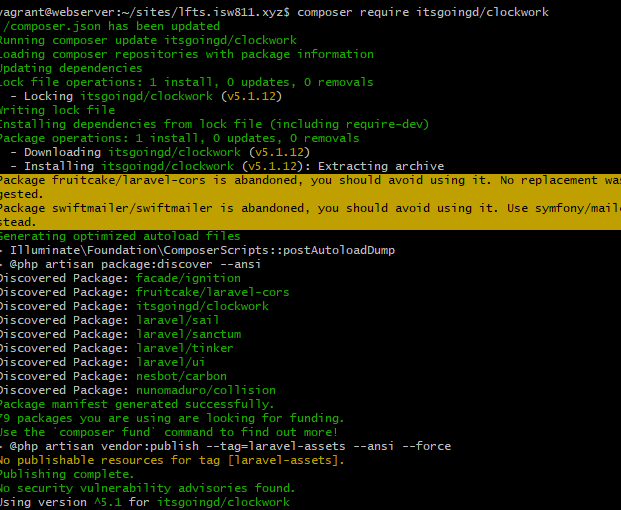 vagrant@webserver:~/sites/lfts.isw811.xyz$ composer require itsgoingd/clockwork
./composer.json has been updated
Running composer update itsgoingd/clockwork
Loading composer repositories with package information
Updating dependencies
Lock file operations: 1 install, 0 updates, 0 removals
- Locking itsgoingd/clockwork (v5.1.12)
Writing lock file
Installing dependencies from lock file (including require-dev)
Package operations: 1 install, 0 updates, 0 removals
- Downloading itsgoingd/clockwork (v5.1.12)
- Installing itsgoingd/clockwork (v5.1.12): Extracting archive
Package fruitcake/laravel-cors is abandoned, you should avoid using it. No replacement was
gested.
Package swiftmailer/swiftmailer is abandoned, you should avoid using it. Use symfony/maile
stead.
Generating optimized autoload files
> Illuminate\Foundation\ComposerScripts::postAutoloadDump
> @php artisan package:discover --ansi
Discovered Package: facade/ignition
Discovered Package: fruitcake/laravel-cors
Discovered Package: itsgoingd/clockwork
Discovered Package: laravel/sail
Discovered Package: laravel/sanctum
Discovered Package: laravel/tinker
Discovered Package: laravel/ui
Discovered Package: nesbot/carbon
Discovered Package: nunomaduro/collision
Package manifest generated successfully.
79 packages you are using are looking for funding.
Use the `composer fund` command to find out more!
> @php artisan vendor:publish --tag=laravel-assets --ansi --force
No publishable resources for tag [laravel-assets].
Publishing complete.
No security vulnerability advisories found.
Using version ^5.1 for itsgoingd/clockwork